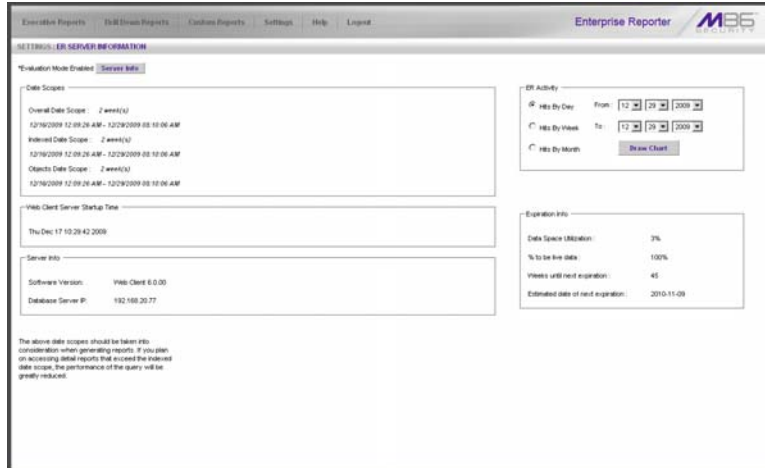 Executive Reports Drill Down Reports Custom Reports Settings Help Logout
Enterprise Reporter M86 SECURITY
SETTINGS : ER SERVER INFORMATION
*Evaluation Mode Enabled Server Info
Date Scopes
Overall Date Scope : 2 week(s)
12/16/2009 12:09:26 AM - 12/29/2009 08:10:06 AM
Indexed Date Scope : 2 week(s)
12/16/2009 12:09:26 AM - 12/29/2009 08:10:06 AM
Objects Date Scope : 2 week(s)
12/16/2009 12:09:26 AM - 12/29/2009 08:10:06 AM
ER Activity
Hits By Day From : 12 29 2009
Hits By Week To : 12 29 2009
Hits By Month Draw Chart
Web Client Server Startup Time
Thu Dec 17 10:29:42 2009
Server Info
Software Version: Web Client 6.0.00
Database Server IP: 192.168.20.77
Expiration Info
Data Space Utilization : 3%
% to be live data : 100%
Weeks until next expiration : 45
Estimated date of next expiration : 2010-11-09
The above date scopes should be taken into
consideration when generating reports. If you plan
on accessing detail reports that exceed the indexed
date scope, the performance of the query will be
greatly reduced.